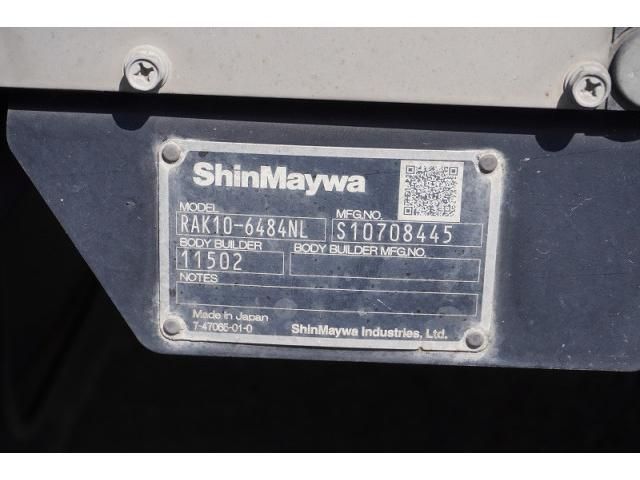 ShinMaywa
MODEL MFG.NO.
RAK10-6484NL S10708445
BODY BUILDER BODY BUILDER MFG.NO.
11502
NOTES
Made in Japan
7-47065-01-0 ShinMaywa Industries, Ltd.